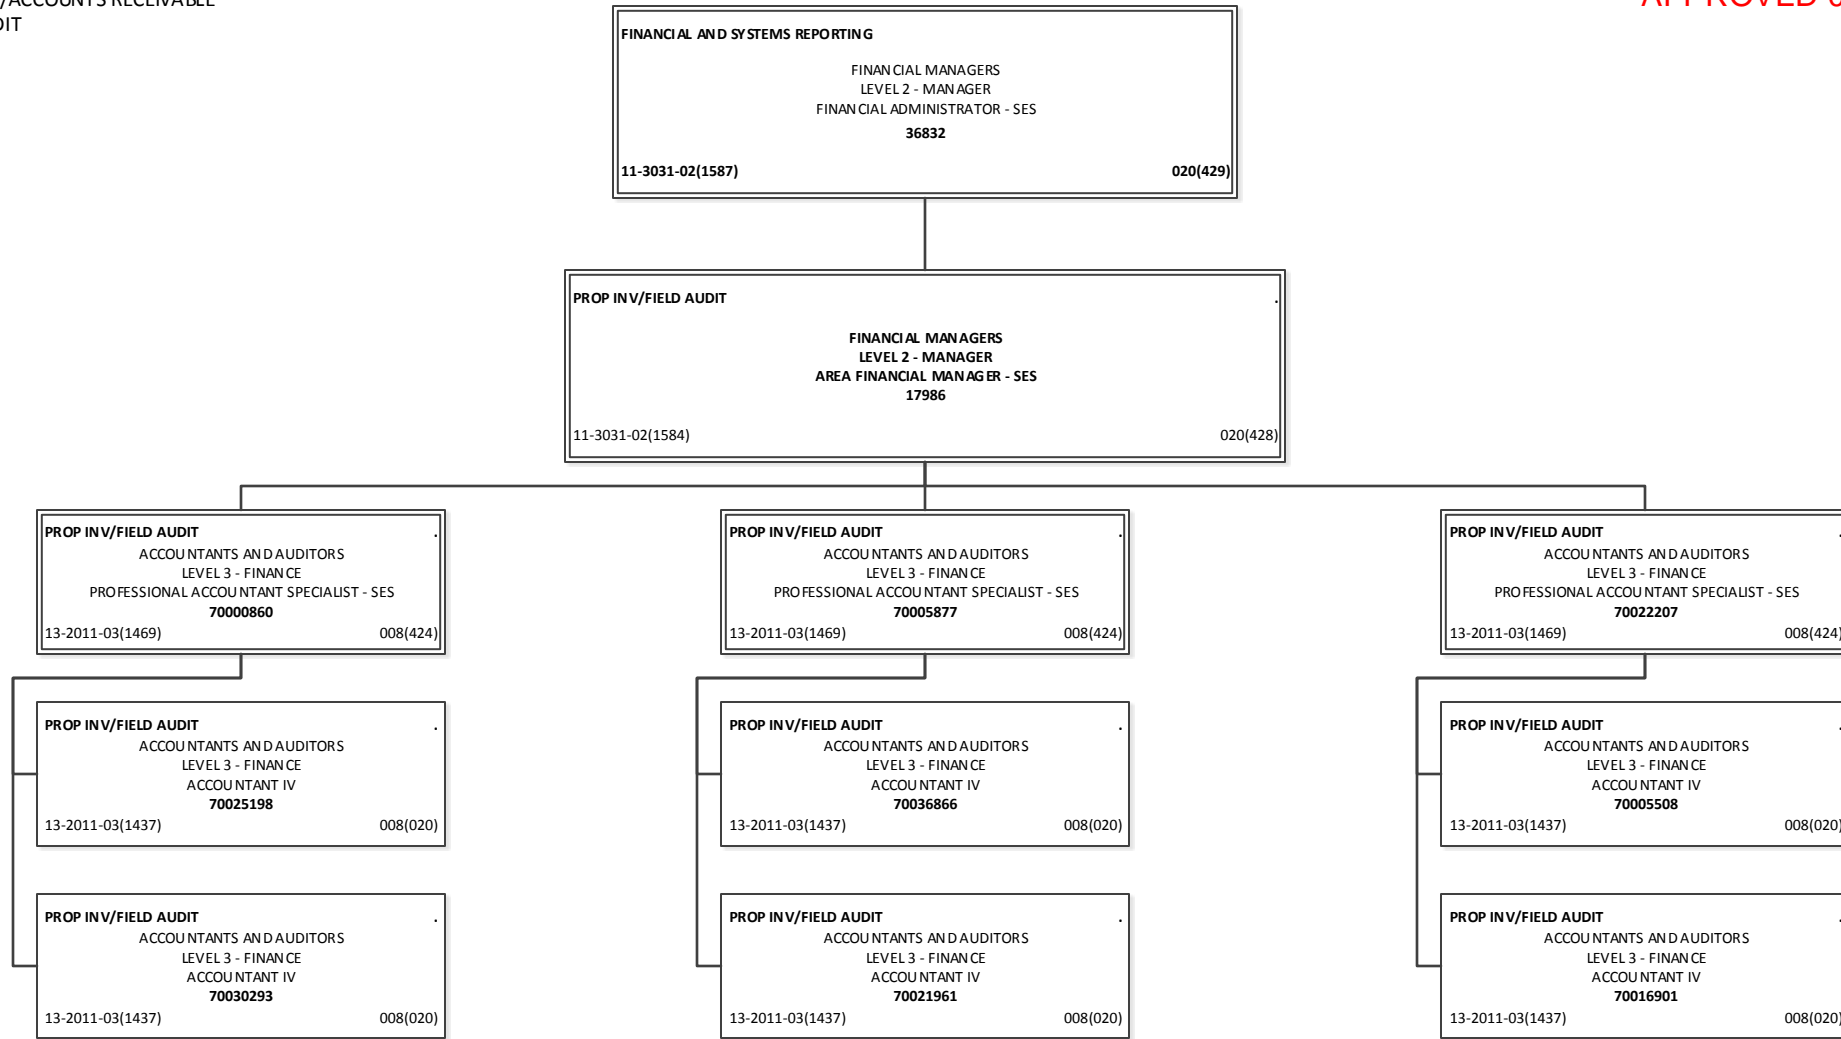 /ACCOUNTS RECEIVABLE
DIT
APPROVED
FINANCIAL AND SYSTEMS REPORTING
FINANCIAL MANAGERS
LEVEL 2 - MANAGER
FINANCIAL ADMINISTRATOR - SES
36832
11-3031-02(1587) 020(429)
PROP INV/FIELD AUDIT .
FINANCIAL MANAGERS
LEVEL 2 - MANAGER
AREA FINANCIAL MANAGER - SES
17986
11-3031-02(1584) 020(428)
PROP INV/FIELD AUDIT .
ACCOUNTANTS AND AUDITORS
LEVEL 3 - FINANCE
PROFESSIONAL ACCOUNTANT SPECIALIST - SES
70000860
13-2011-03(1469) 008(424)
PROP INV/FIELD AUDIT .
ACCOUNTANTS AND AUDITORS
LEVEL 3 - FINANCE
PROFESSIONAL ACCOUNTANT SPECIALIST - SES
70005877
13-2011-03(1469) 008(424)
PROP INV/FIELD AUDIT .
ACCOUNTANTS AND AUDITORS
LEVEL 3 - FINANCE
PROFESSIONAL ACCOUNTANT SPECIALIST - SES
70022207
13-2011-03(1469) 008(424)
PROP INV/FIELD AUDIT .
ACCOUNTANTS AND AUDITORS
LEVEL 3 - FINANCE
ACCOUNTANT IV
70025198
13-2011-03(1437) 008(020)
PROP INV/FIELD AUDIT .
ACCOUNTANTS AND AUDITORS
LEVEL 3 - FINANCE
ACCOUNTANT IV
70036866
13-2011-03(1437) 008(020)
PROP INV/FIELD AUDIT .
ACCOUNTANTS AND AUDITORS
LEVEL 3 - FINANCE
ACCOUNTANT IV
70005508
13-2011-03(1437) 008(020)
PROP INV/FIELD AUDIT .
ACCOUNTANTS AND AUDITORS
LEVEL 3 - FINANCE
ACCOUNTANT IV
70030293
13-2011-03(1437) 008(020)
PROP INV/FIELD AUDIT .
ACCOUNTANTS AND AUDITORS
LEVEL 3 - FINANCE
ACCOUNTANT IV
70021961
13-2011-03(1437) 008(020)
PROP INV/FIELD AUDIT .
ACCOUNTANTS AND AUDITORS
LEVEL 3 - FINANCE
ACCOUNTANT IV
70016901
13-2011-03(1437) 008(020)